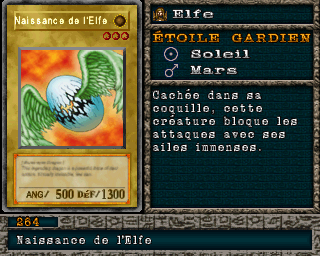 Naissance de l'Elfe
ANG/ 500 DéF/1300
Elfe
ÉTOILE GARDIEN
Soleil
Mars
Cachée dans sa
coquille, cette
créature bloque les
attaques avec ses
ailes immenses.
264
Naissance de l'Elfe